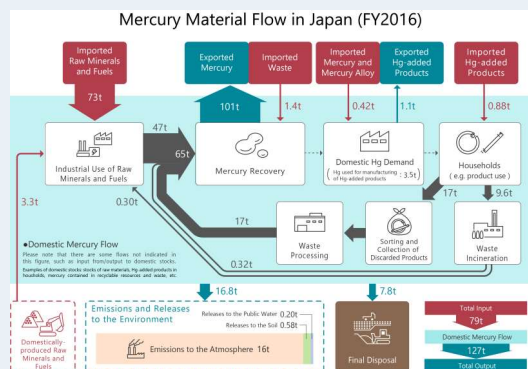 Mercury Material Flow in Japan (FY2016)
Imported
Raw Minerals
and Fuels
73t
Exported
Mercury
101t
Imported
Waste
1.4t
Imported
Mercury and
Mercury Alloy
0.42t
Exported
Hg-added
Products
1.1t
Imported
Hg-added
Products
0.88t
47t
65t
Industrial Use of Raw
Minerals and Fuels
Mercury Recovery
Domestic Hg Demand
( Hg used for manufacturing
of Hg added products : 3.5t )
Households
( e.g. product use )
3.3t
0.30t
17t
17t
9.6t
Waste
Processing
Sorting and
Collection of
Discarded Products
Waste
Incineration
0.32t
●Domestic Mercury Flow
Please note that there are some flows not indicated in
this figure, such as input from/output to domestic stocks.
Examples of domestic stocks: stocks of raw materials, Hg-added products in
households, mercury contained in recyclable resources and waste, etc.
16.8t
7.8t
Domestically-
produced Raw
Minerals and
Fuels
Emissions and Releases
to the Environment
Releases to the Public Water 0.20t
Releases to the Soil 0.58t
Emissions to the Atmosphere 16t
Final Disposal
Total Input
79t
Domestic Mercury Flow
127t
Total Output